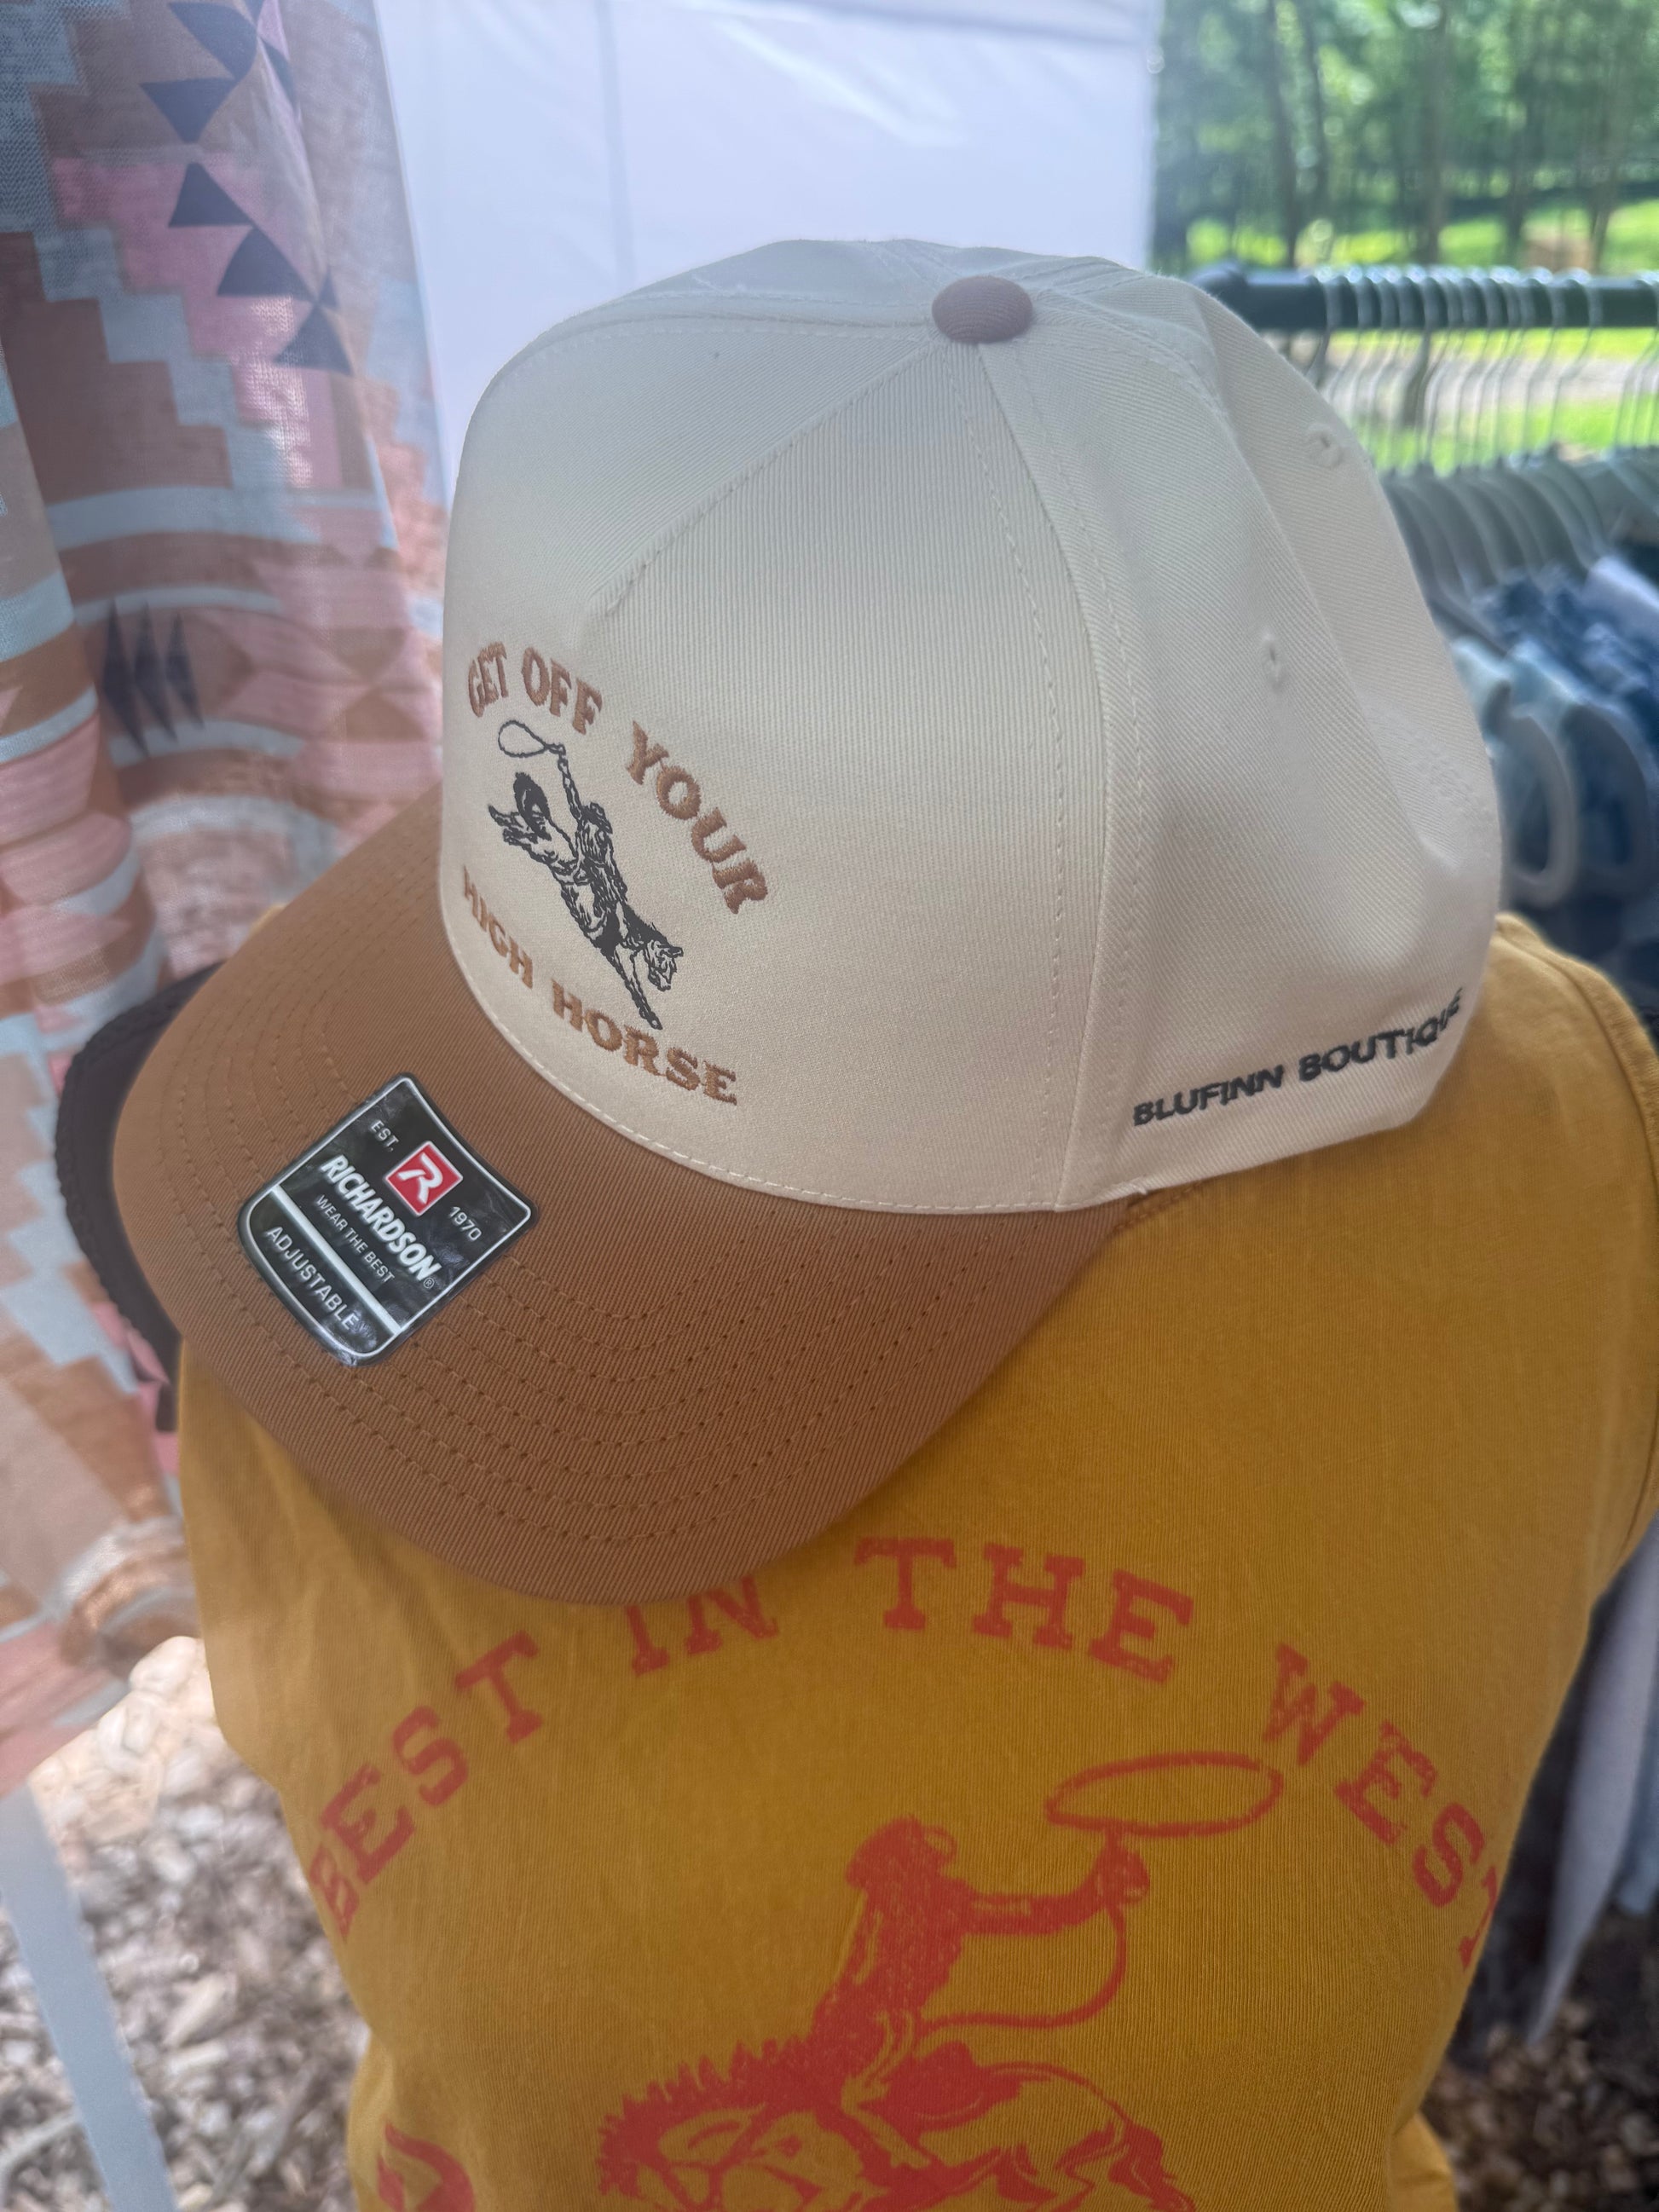 GET OFF YOUR
HIGH HORSE
BLUFINN BOUTIQUE
EST. R 1970
RICHARDSON®
WEAR THE BEST
ADJUSTABLE
BEST IN THE WEST